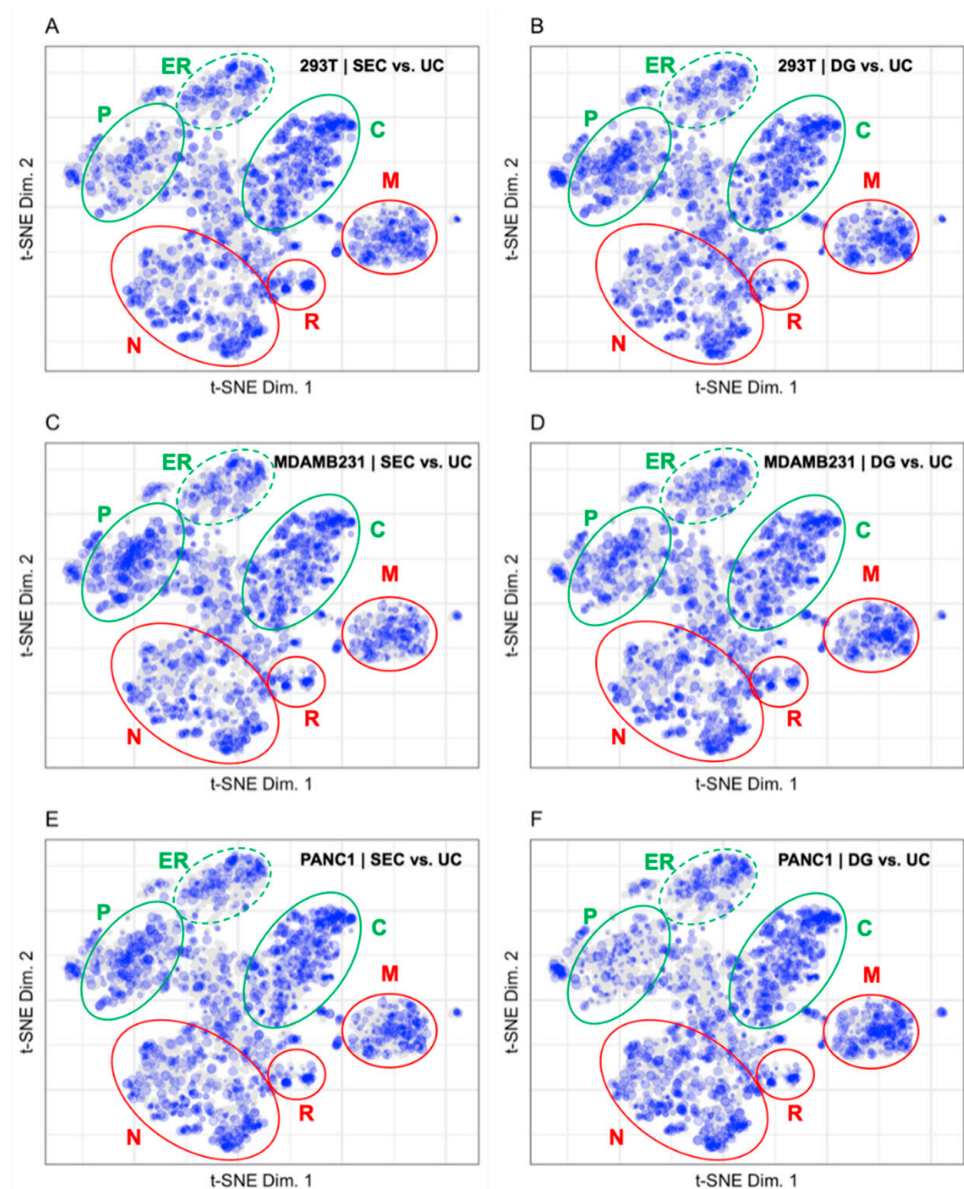 A
293T | SEC vs. UC
ER
P
C
M
N
R
t-SNE Dim. 2
t-SNE Dim. 1
B
293T | DG vs. UC
ER
P
C
M
N
R
t-SNE Dim. 2
t-SNE Dim. 1
C
MDAMB231 | SEC vs. UC
ER
P
C
M
N
R
t-SNE Dim. 2
t-SNE Dim. 1
D
MDAMB231 | DG vs. UC
ER
P
C
M
N
R
t-SNE Dim. 2
t-SNE Dim. 1
E
PANC1 | SEC vs. UC
ER
P
C
M
N
R
t-SNE Dim. 2
t-SNE Dim. 1
F
PANC1 | DG vs. UC
ER
P
C
M
N
R
t-SNE Dim. 2
t-SNE Dim. 1